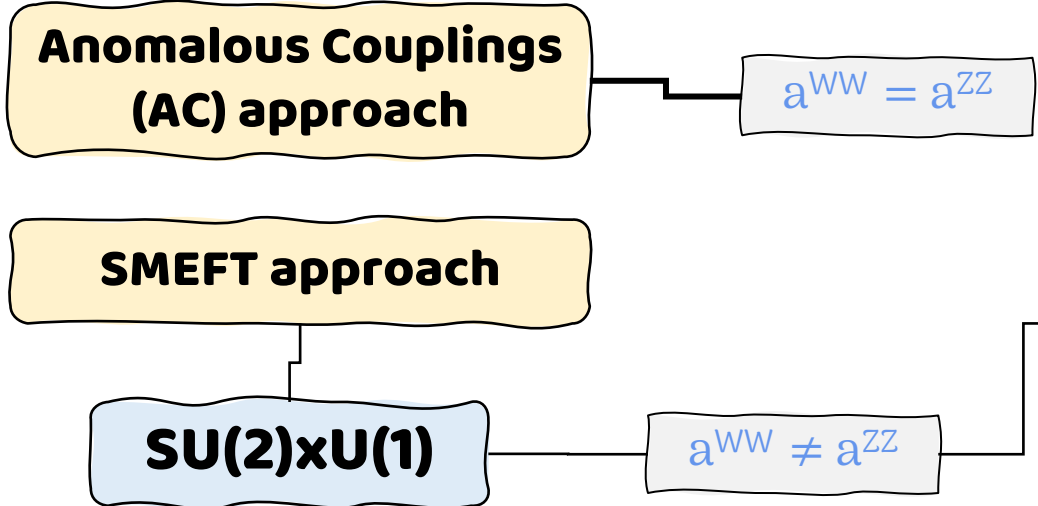 Anomalous Couplings
(AC) approach
a^WW = a^ZZ
SMEFT approach
SU(2)xU(1)
a^WW ≠ a^ZZ